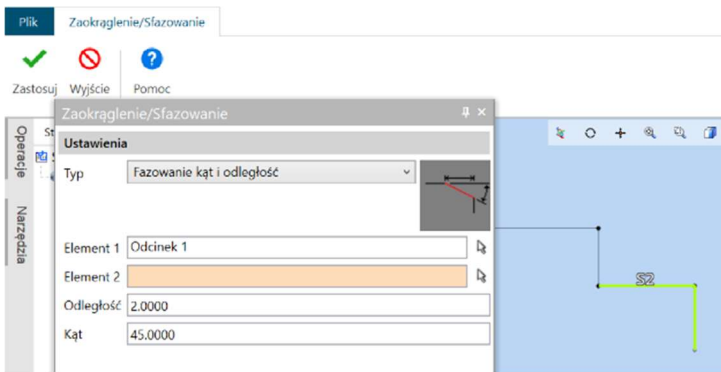 Plik
Zaokrąglenie/Sfazowanie
Zastosuj
Wyjście
Pomoc
Operacje
Narzędzia
St
Zaokrąglenie/Sfazowanie
Ustawienia
Typ
Fazowanie kąt i odległość
Element 1
Odcinek 1
Element 2
Odległość
2.0000
Kąt
45.0000
S2